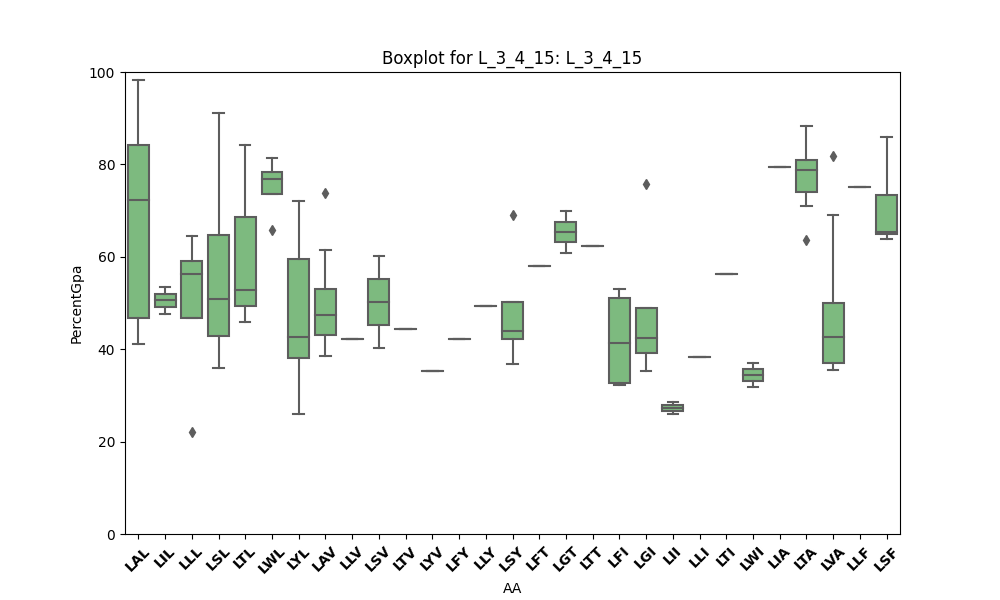 Boxplot for L_3_4_15: L_3_4_15
100
80
60
40
20
0
PercentGpa
LAL LIL LLL LSL LTL LWL LYL LAV LLV LSV LTV LYV LFY LLY LSY LFT LGT LTT LFI LGI LII LLI LTI LWI LIA LTA LVA LLF LSF
AA